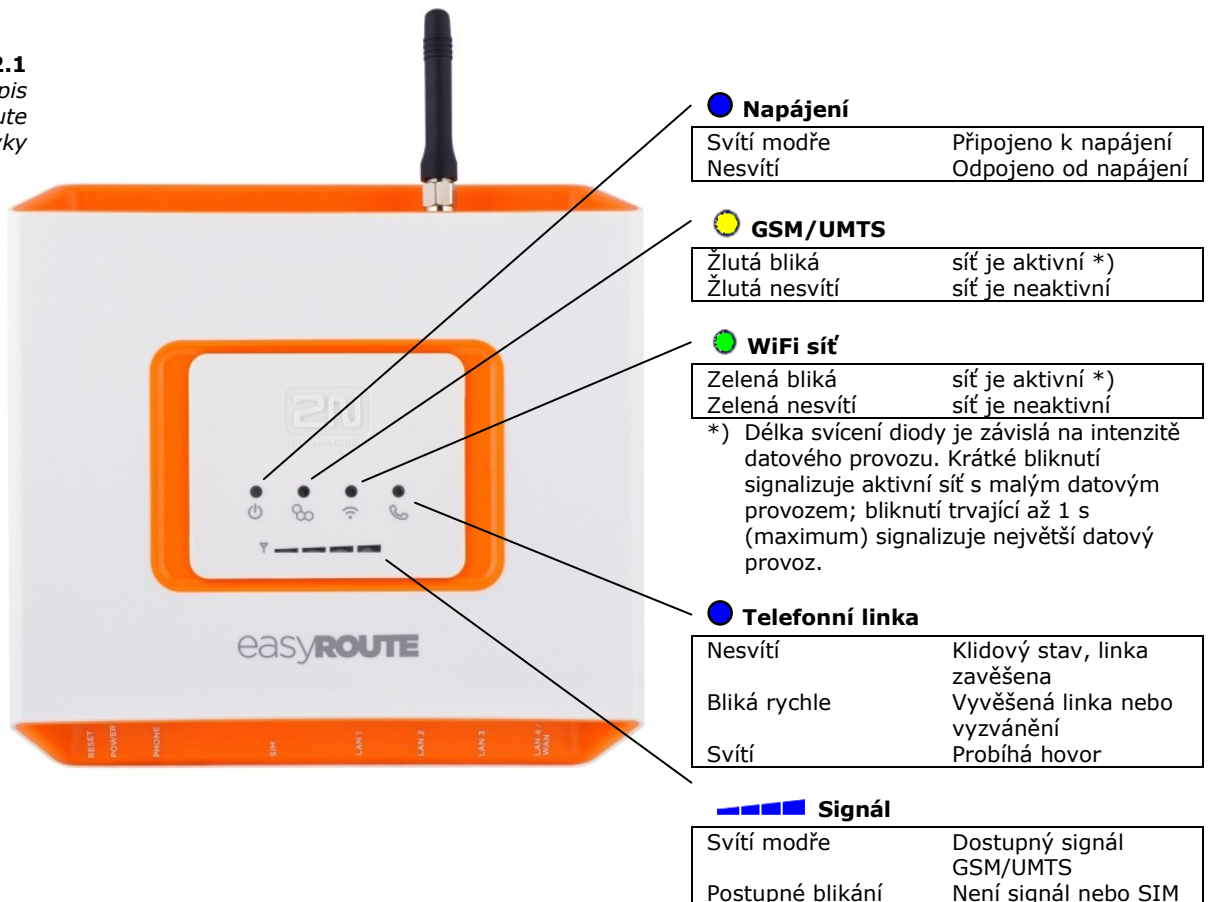 2.1
pis
ute
ky
Napájení
Svítí modře Připojeno k napájení
Nesvítí Odpojeno od napájení
GSM/UMTS
Žlutá bliká síť je aktivní *)
Žlutá nesvítí síť je neaktivní
WiFi síť
Zelená bliká síť je aktivní *)
Zelená nesvítí síť je neaktivní
*) Délka svícení diody je závislá na intenzitě
datového provozu. Krátké bliknutí
signalizuje aktivní síť s malým datovým
provozem; bliknutí trvající až 1 s
(maximum) signalizuje největší datový
provoz.
Telefonní linka
Nesvítí Klidový stav, linka
zavěšena
Bliká rychle Vyvěšená linka nebo
vyzvánění
Svítí Probíhá hovor
Signál
Svítí modře Dostupný signál
GSM/UMTS
Postupné blikání Není signál nebo SIM
2N
easyROUTE
RESET
POWER
PHONE
SIM
LAN 1
LAN 2
LAN 3
LAN 4 /
WAN